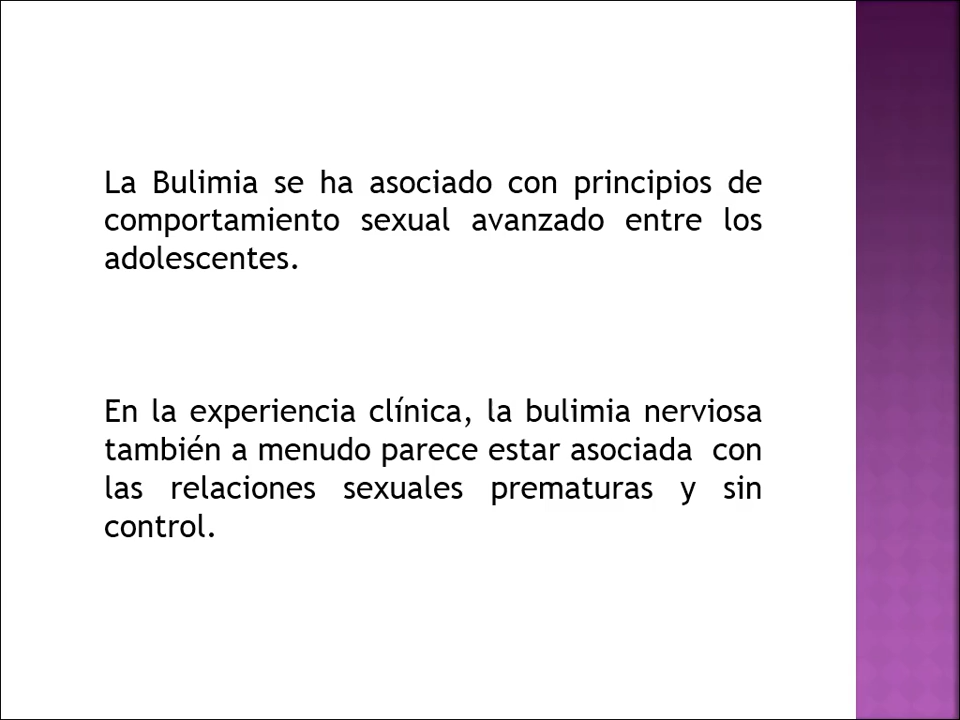 La Bulimia se ha asociado con principios de
comportamiento sexual avanzado entre los
adolescentes.
En la experiencia clínica, la bulimia nerviosa
también a menudo parece estar asociada  con
las relaciones sexuales prematuras y sin
control.